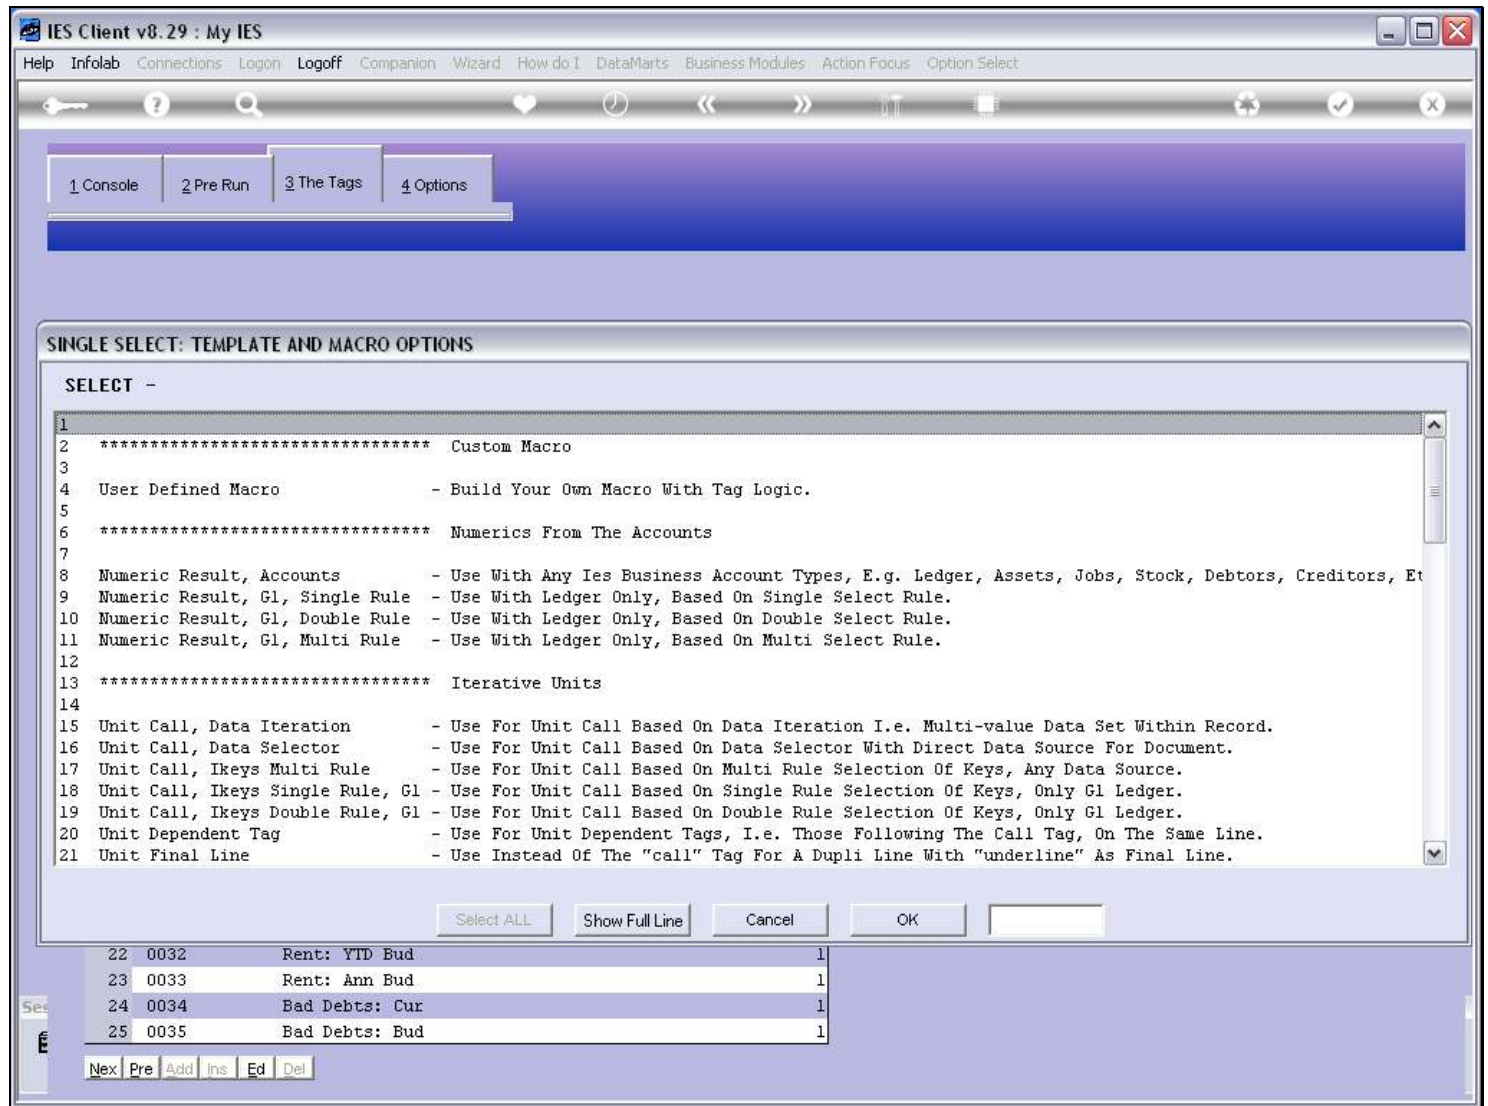 IES Client v8.29 : My IES
Help Infolab Connections Logon Logoff Companion Wizard How do I DataMarts Business Modules Action Focus Option Select
1 Console 2 Pre Run 3 The Tags 4 Options
SINGLE SELECT: TEMPLATE AND MACRO OPTIONS
SELECT -
1
2 ********************************* Custom Macro
3
4 User Defined Macro - Build Your Own Macro With Tag Logic.
5
6 ********************************* Numerics From The Accounts
7
8 Numeric Result, Accounts - Use With Any Ies Business Account Types, E.g. Ledger, Assets, Jobs, Stock, Debtors, Creditors, Et
9 Numeric Result, Gl, Single Rule - Use With Ledger Only, Based On Single Select Rule.
10 Numeric Result, Gl, Double Rule - Use With Ledger Only, Based On Double Select Rule.
11 Numeric Result, Gl, Multi Rule - Use With Ledger Only, Based On Multi Select Rule.
12
13 ********************************* Iterative Units
14
15 Unit Call, Data Iteration - Use For Unit Call Based On Data Iteration I.e. Multi-value Data Set Within Record.
16 Unit Call, Data Selector - Use For Unit Call Based On Data Selector With Direct Data Source For Document.
17 Unit Call, Ikeys Multi Rule - Use For Unit Call Based On Multi Rule Selection Of Keys, Any Data Source.
18 Unit Call, Ikeys Single Rule, Gl - Use For Unit Call Based On Single Rule Selection Of Keys, Only Gl Ledger.
19 Unit Call, Ikeys Double Rule, Gl - Use For Unit Call Based On Double Rule Selection Of Keys, Only Gl Ledger.
20 Unit Dependent Tag - Use For Unit Dependent Tags, I.e. Those Following The Call Tag, On The Same Line.
21 Unit Final Line - Use Instead Of The "call" Tag For A Dupli Line With "underline" As Final Line.
Select ALL Show Full Line Cancel OK
22 0032 Rent: YTD Bud 1
23 0033 Rent: Ann Bud 1
Ses 24 0034 Bad Debts: Cur 1
25 0035 Bad Debts: Bud 1
Nex Pre Add Ins Ed Del